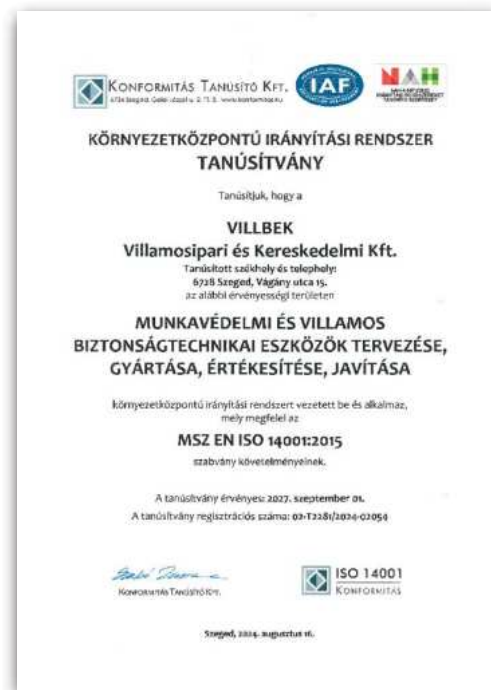 KONFORMITÁS TANÚSÍTÓ KFT.
IAF
NAH
KÖRNYEZETKÖZPONTÚ IRÁNYÍTÁSI RENDSZER
TANÚSÍTVÁNY
Tanúsítjuk, hogy a
VILLBEK
Villamosipari és Kereskedelmi Kft.
Tanúsított székhely és telephely:
6728 Szeged, Vágány utca 15.
az alábbi érvényességi területen
MUNKAVÉDELMI ÉS VILLAMOS
BIZTONSÁGTECHNIKAI ESZKÖZÖK TERVEZÉSE,
GYÁRTÁSA, ÉRTÉKESÍTÉSE, JAVÍTÁSA
környezetközpontú irányítási rendszert vezetett be és alkalmaz,
mely megfelel az
MSZ EN ISO 14001:2015
szabvány követelményeinek.
A tanúsítvány érvényes: 2027. szeptember 01.
A tanúsítvány regisztrációs száma: 02-T2281/2024-02054
KONFORMITÁS TANÚSÍTÓ KFT.
ISO 14001
KONFORMITÁS
Szeged, 2024. augusztus 16.